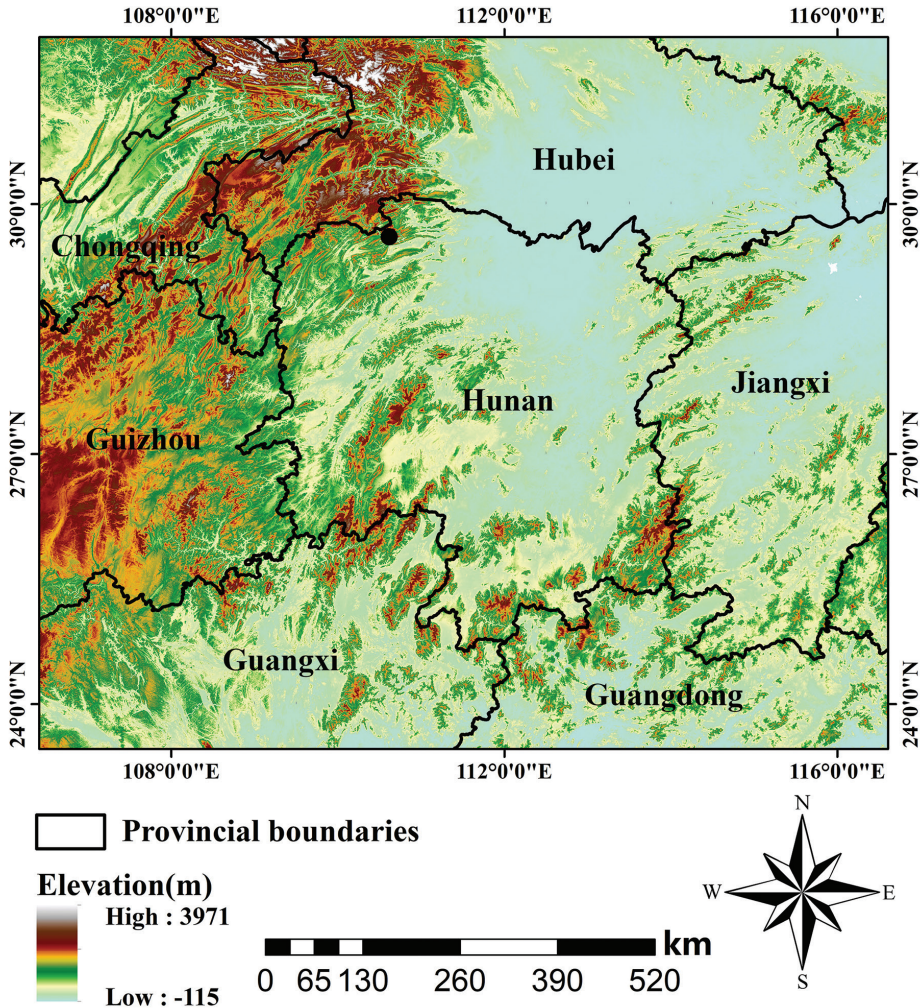 108°0'0"E 112°0'0"E 116°0'0"E
30°0'0"N 30°0'0"N
Hubei
Chongqing
Hunan
Jiangxi
Guizhou
27°0'0"N 27°0'0"N
Guangxi
Guangdong
24°0'0"N 24°0'0"N
108°0'0"E 112°0'0"E 116°0'0"E
Provincial boundaries
Elevation(m)
High : 3971
Low : -115
km
0 65 130 260 390 520
N
W E
S